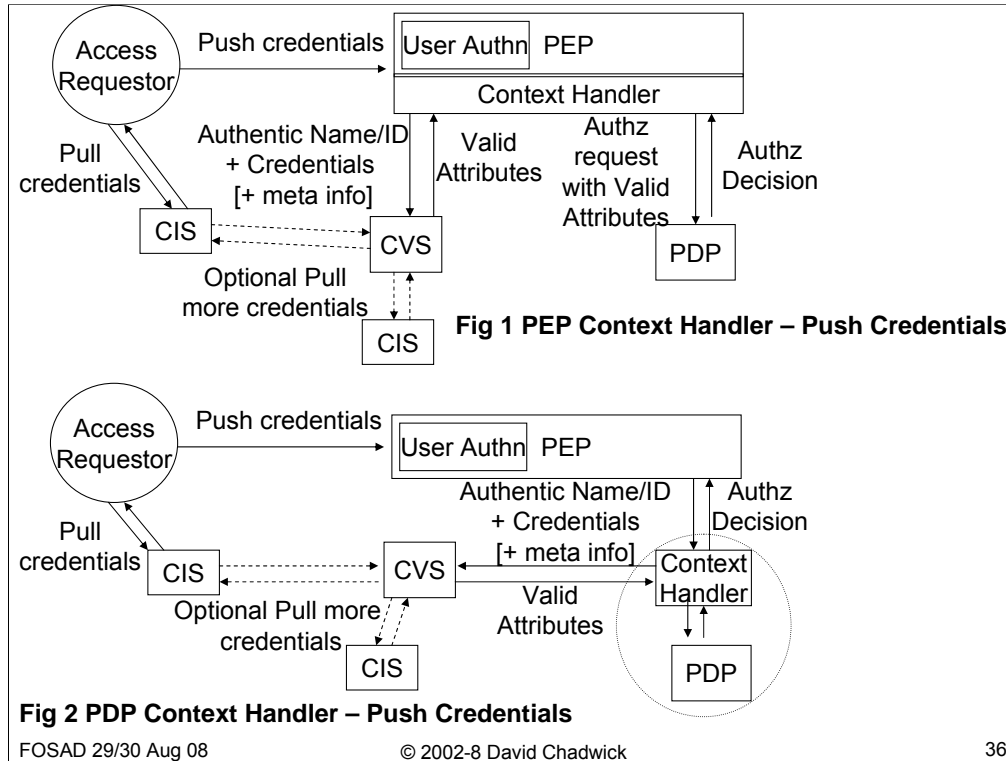 Access
Requestor
Push credentials
User Authn
PEP
Context Handler
Pull
credentials
Authentic Name/ID
+ Credentials
[+ meta info]
Valid
Attributes
Authz
request
with Valid
Attributes
Authz
Decision
CIS
CVS
PDP
Optional Pull
more credentials
CIS
Fig 1 PEP Context Handler – Push Credentials
Access
Requestor
Push credentials
User Authn
PEP
Authentic Name/ID
+ Credentials
[+ meta info]
Authz
Decision
Pull
credentials
CIS
CVS
Context
Handler
Optional Pull more
credentials
Valid
Attributes
CIS
PDP
Fig 2 PDP Context Handler – Push Credentials
FOSAD 29/30 Aug 08
© 2002-8 David Chadwick
36